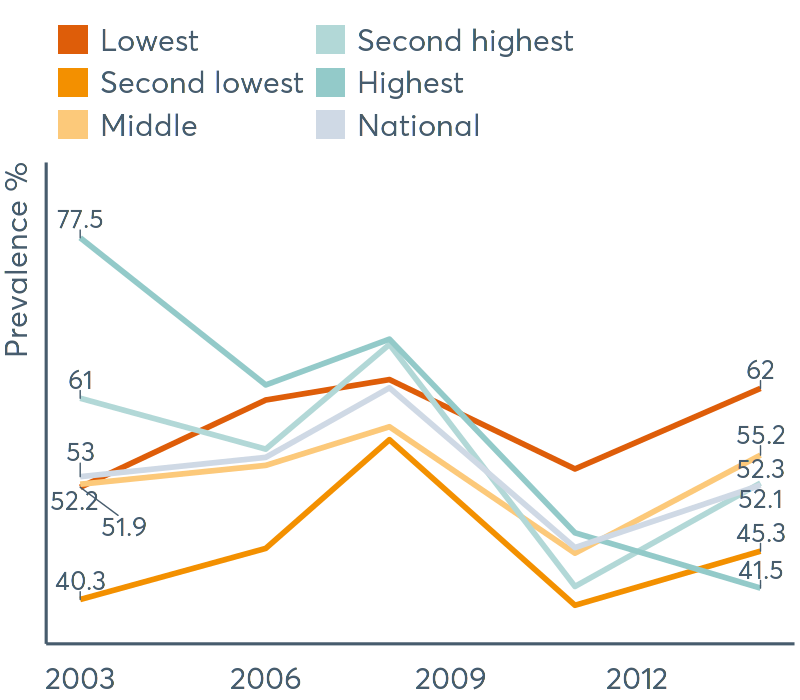 Lowest
Second lowest
Middle
Second highest
Highest
National
Prevalence %
77.5
61
53
52.2
51.9
40.3
62
55.2
52.3
52.1
45.3
41.5
2003 2006 2009 2012